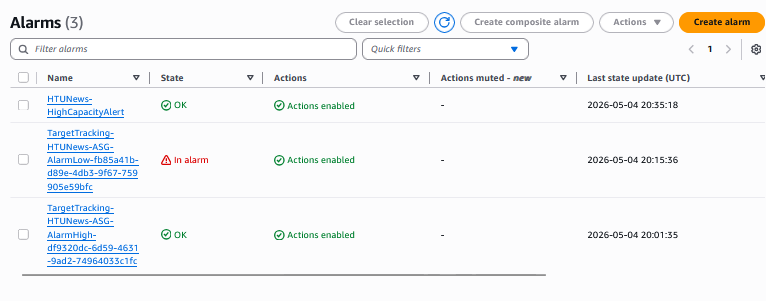 Alarms (3)
Clear selection
Create composite alarm
Actions
Create alarm
Filter alarms
Quick filters
1
Name
State
Actions
Actions muted - new
Last state update (UTC)
HTUNews-
HighCapacityAlert
OK
Actions enabled
-
2026-05-04 20:35:18
TargetTracking-
HTUNews-ASG-
AlarmLow-fb85a41b-
d89e-4db3-9f67-759
905e59bfc
In alarm
Actions enabled
-
2026-05-04 20:15:36
TargetTracking-
HTUNews-ASG-
AlarmHigh-
df9320dc-6d59-4631
-9ad2-74964033c1fc
OK
Actions enabled
-
2026-05-04 20:01:35